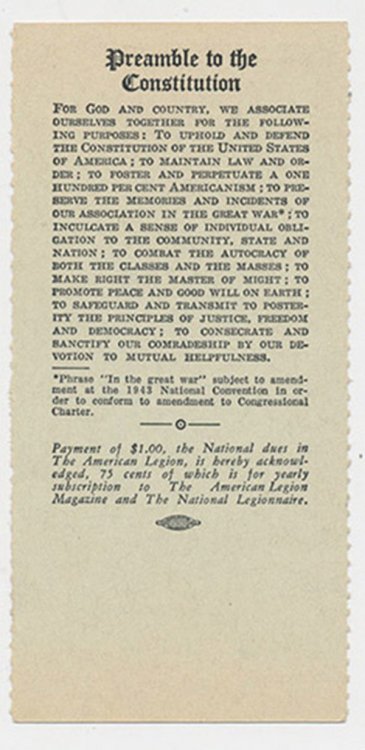 Preamble to the
Constitution
FOR GOD AND COUNTRY, WE ASSOCIATE
OURSELVES TOGETHER FOR THE FOLLOW-
ING PURPOSES: TO UPHOLD AND DEFEND
THE CONSTITUTION OF THE UNITED STATES
OF AMERICA; TO MAINTAIN LAW AND OR-
DER; TO FOSTER AND PERPETUATE A ONE
HUNDRED PER CENT AMERICANISM; TO PRE-
SERVE THE MEMORIES AND INCIDENTS OF
OUR ASSOCIATION IN THE GREAT WAR*; TO
INCULCATE A SENSE OF INDIVIDUAL OBLI-
GATION TO THE COMMUNITY, STATE AND
NATION; TO COMBAT THE AUTOCRACY OF
BOTH THE CLASSES AND THE MASSES; TO
MAKE RIGHT THE MASTER OF MIGHT; TO
PROMOTE PEACE AND GOOD WILL ON EARTH;
TO SAFEGUARD AND TRANSMIT TO POSTER-
ITY THE PRINCIPLES OF JUSTICE, FREEDOM
AND DEMOCRACY; TO CONSECRATE AND
SANCTIFY OUR COMRADESHIP BY OUR DE-
VOTION TO MUTUAL HELPFULNESS.
*Phrase "In the great war" subject to amend-
ment at the 1943 National Convention in or-
der to conform to amendment to Congressional
Charter.
Payment of $1.00, the National dues in
The American Legion, is hereby acknowl-
edged, 75 cents of which is for yearly
subscription to The American Legion
Magazine and The National Legionnaire.